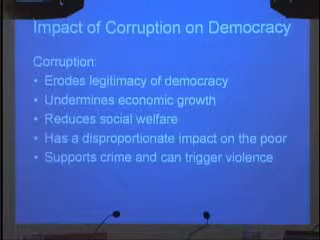 Impact of Corruption on Democracy
Corruption:
• Erodes legitimacy of democracy
• Undermines economic growth
• Reduces social welfare
• Has a disproportionate impact on the poor
• Supports crime and can trigger violence